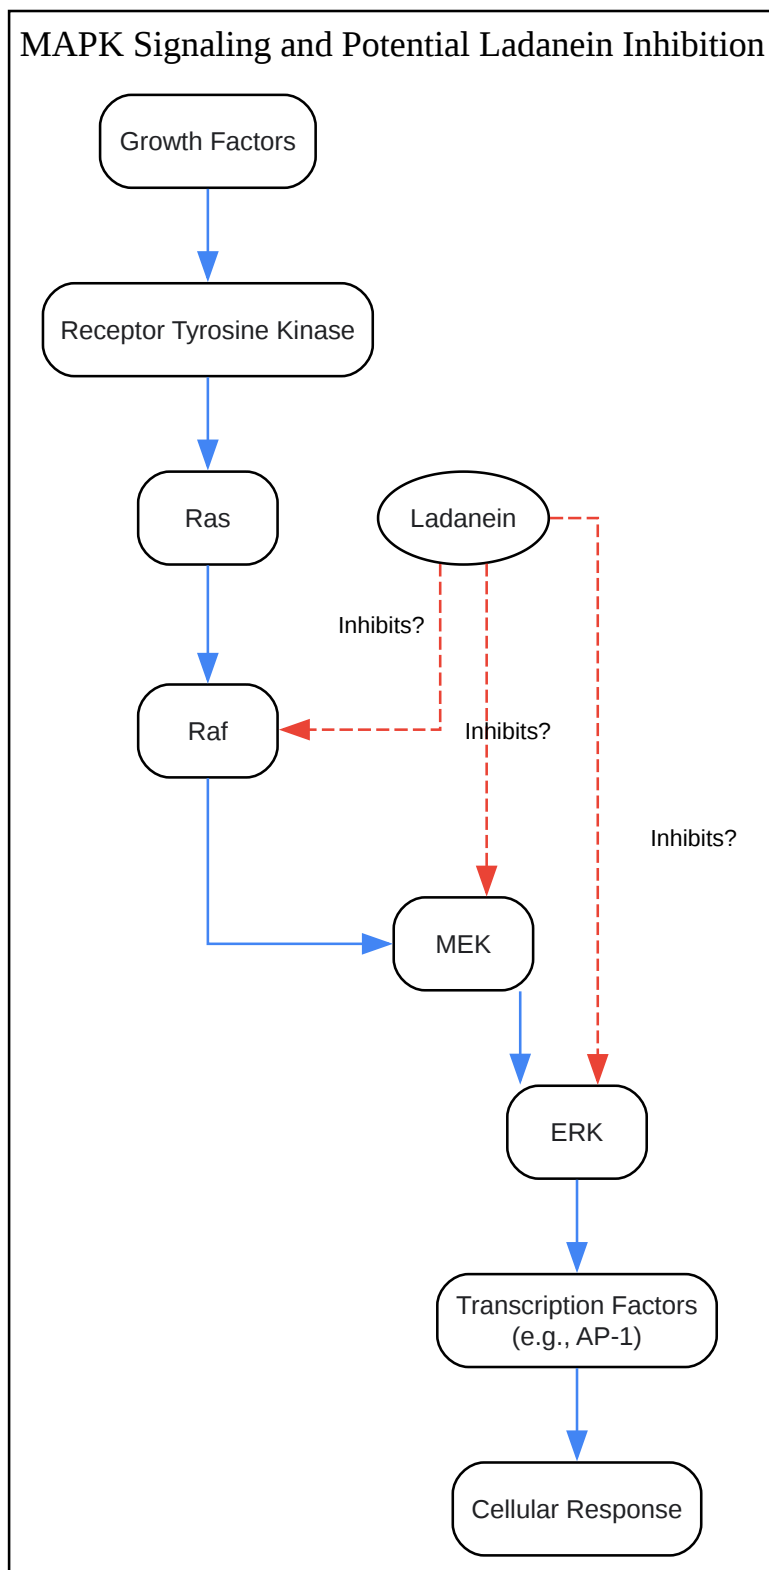 MAPK Signaling and Potential Ladanein Inhibition
Growth Factors
Receptor Tyrosine Kinase
Ras
Ladanein
Inhibits?
Raf
Inhibits?
Inhibits?
MEK
ERK
Transcription Factors
(e.g., AP-1)
Cellular Response